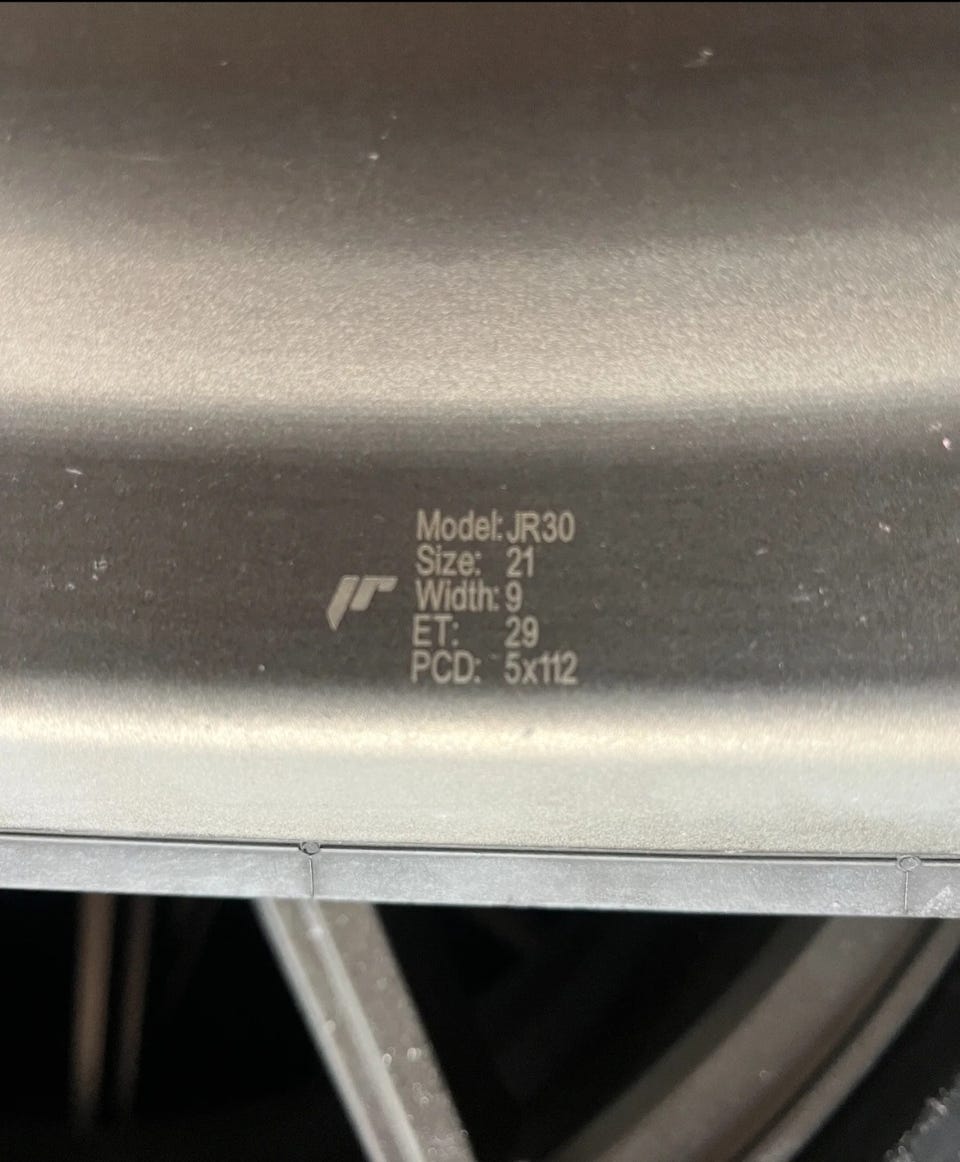 Model: JR30
Size: 21
Width: 9
ET: 29
PCD: 5x112